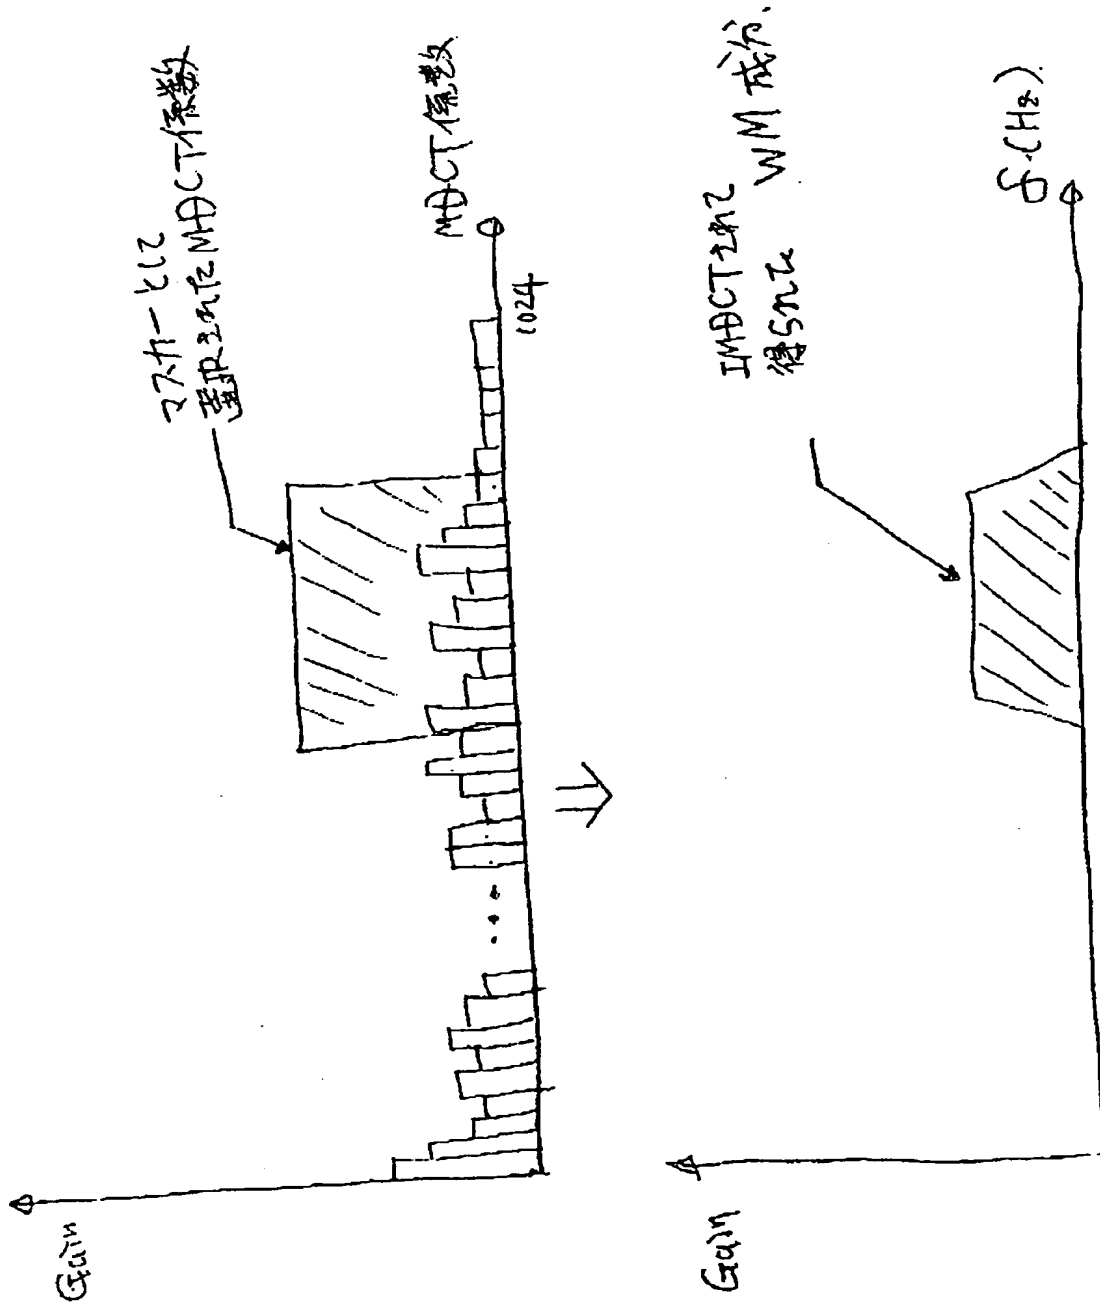 Gain
マスカーとして
選択されたMDCT係数
MDCT係数
1024
Gain
IMDCTされて
得られた WM成分.
f(Hz)